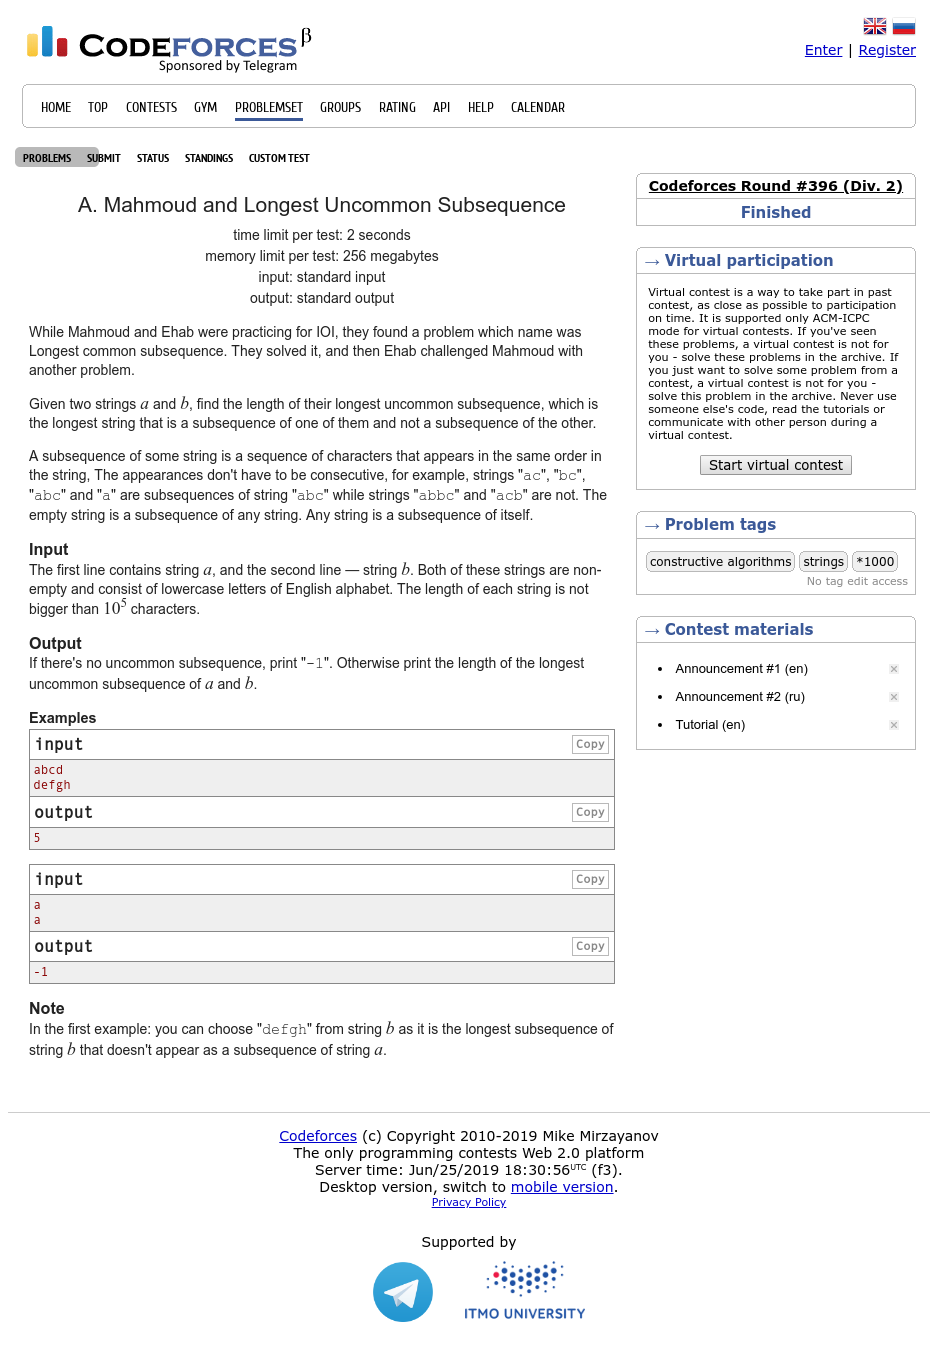 CODEFORCES β
Sponsored by Telegram
Enter | Register
HOME TOP CONTESTS GYM PROBLEMSET GROUPS RATING API HELP CALENDAR
PROBLEMS SUBMIT STATUS STANDINGS CUSTOM TEST
A. Mahmoud and Longest Uncommon Subsequence
time limit per test: 2 seconds
memory limit per test: 256 megabytes
input: standard input
output: standard output
While Mahmoud and Ehab were practicing for IOI, they found a problem which name was
Longest common subsequence. They solved it, and then Ehab challenged Mahmoud with
another problem.
Given two strings a and b, find the length of their longest uncommon subsequence, which is
the longest string that is a subsequence of one of them and not a subsequence of the other.
A subsequence of some string is a sequence of characters that appears in the same order in
the string, The appearances don't have to be consecutive, for example, strings "ac", "bc",
"abc" and "a" are subsequences of string "abc" while strings "abbc" and "acb" are not. The
empty string is a subsequence of any string. Any string is a subsequence of itself.
Input
The first line contains string a, and the second line — string b. Both of these strings are non-
empty and consist of lowercase letters of English alphabet. The length of each string is not
bigger than 10^5 characters.
Output
If there's no uncommon subsequence, print "-1". Otherwise print the length of the longest
uncommon subsequence of a and b.
Examples
input Copy
abcd
defgh
output Copy
5
input Copy
a
a
output Copy
-1
Note
In the first example: you can choose "defgh" from string b as it is the longest subsequence of
string b that doesn't appear as a subsequence of string a.
Codeforces Round #396 (Div. 2)
Finished
→ Virtual participation
Virtual contest is a way to take part in past
contest, as close as possible to participation
on time. It is supported only ACM-ICPC
mode for virtual contests. If you've seen
these problems, a virtual contest is not for
you - solve these problems in the archive. If
you just want to solve some problem from a
contest, a virtual contest is not for you -
solve this problem in the archive. Never use
someone else's code, read the tutorials or
communicate with other person during a
virtual contest.
Start virtual contest
→ Problem tags
constructive algorithms strings *1000
No tag edit access
→ Contest materials
Announcement #1 (en)
Announcement #2 (ru)
Tutorial (en)
Codeforces (c) Copyright 2010-2019 Mike Mirzayanov
The only programming contests Web 2.0 platform
Server time: Jun/25/2019 18:30:56UTC (f3).
Desktop version, switch to mobile version.
Privacy Policy
Supported by
ITMO UNIVERSITY